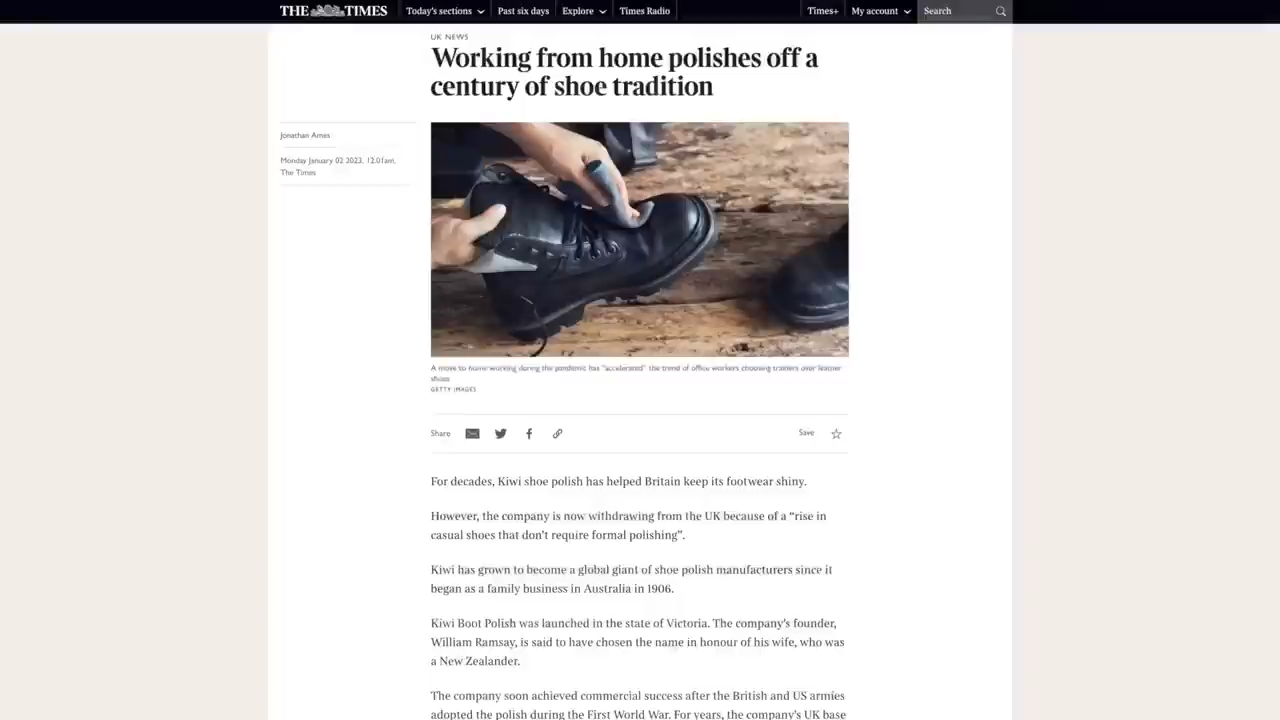 THE TIMES Today's sections Past six days Explore Times Radio Times+ My account Search
UK NEWS
Working from home polishes off a
century of shoe tradition
Jonathan Ames
Monday January 02 2023, 12.01am,
The Times
A move to home working during the pandemic has "accelerated" the trend of office workers choosing trainers over leather
shoes
GETTY IMAGES
Share Save
For decades, Kiwi shoe polish has helped Britain keep its footwear shiny.
However, the company is now withdrawing from the UK because of a “rise in
casual shoes that don’t require formal polishing”.
Kiwi has grown to become a global giant of shoe polish manufacturers since it
began as a family business in Australia in 1906.
Kiwi Boot Polish was launched in the state of Victoria. The company’s founder,
William Ramsay, is said to have chosen the name in honour of his wife, who was
a New Zealander.
The company soon achieved commercial success after the British and US armies
adopted the polish during the First World War. For years, the company’s UK base